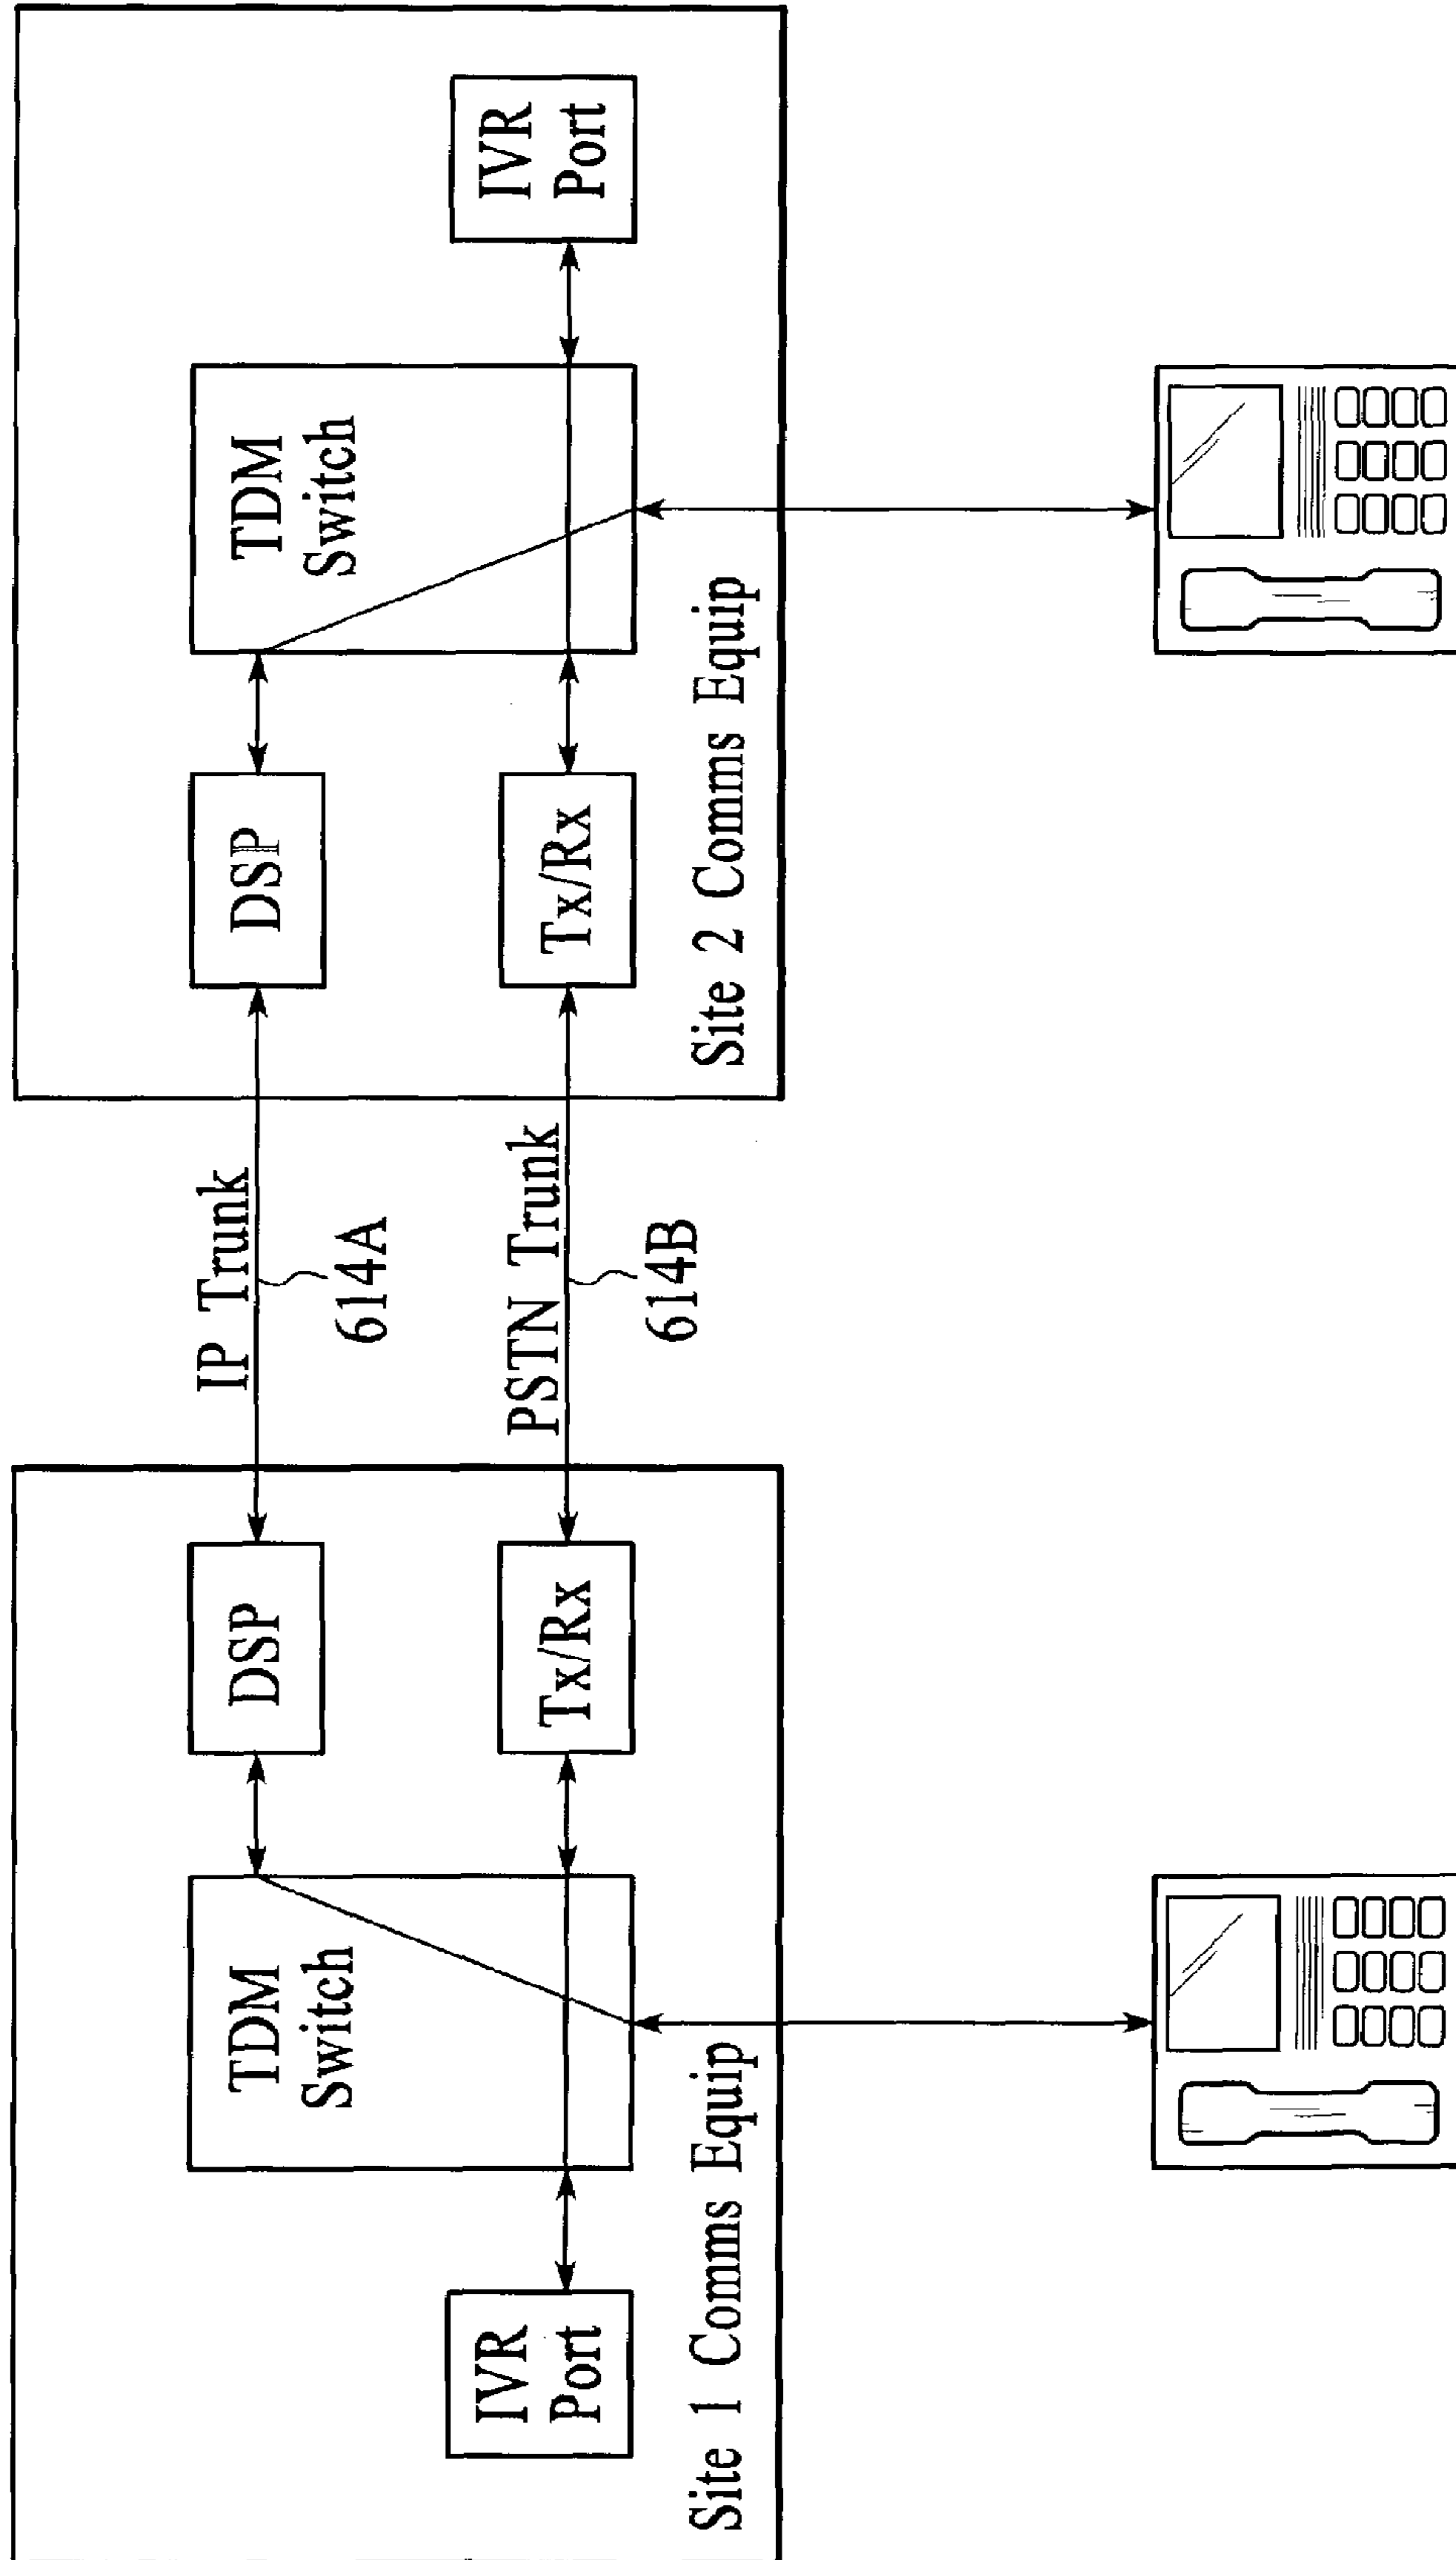 IP Trunk
614A
PSTN Trunk
614B
IVR
Port
TDM
Switch
DSP
Tx/Rx
Site 1 Comms Equip
DSP
Tx/Rx
TDM
Switch
IVR
Port
Site 2 Comms Equip